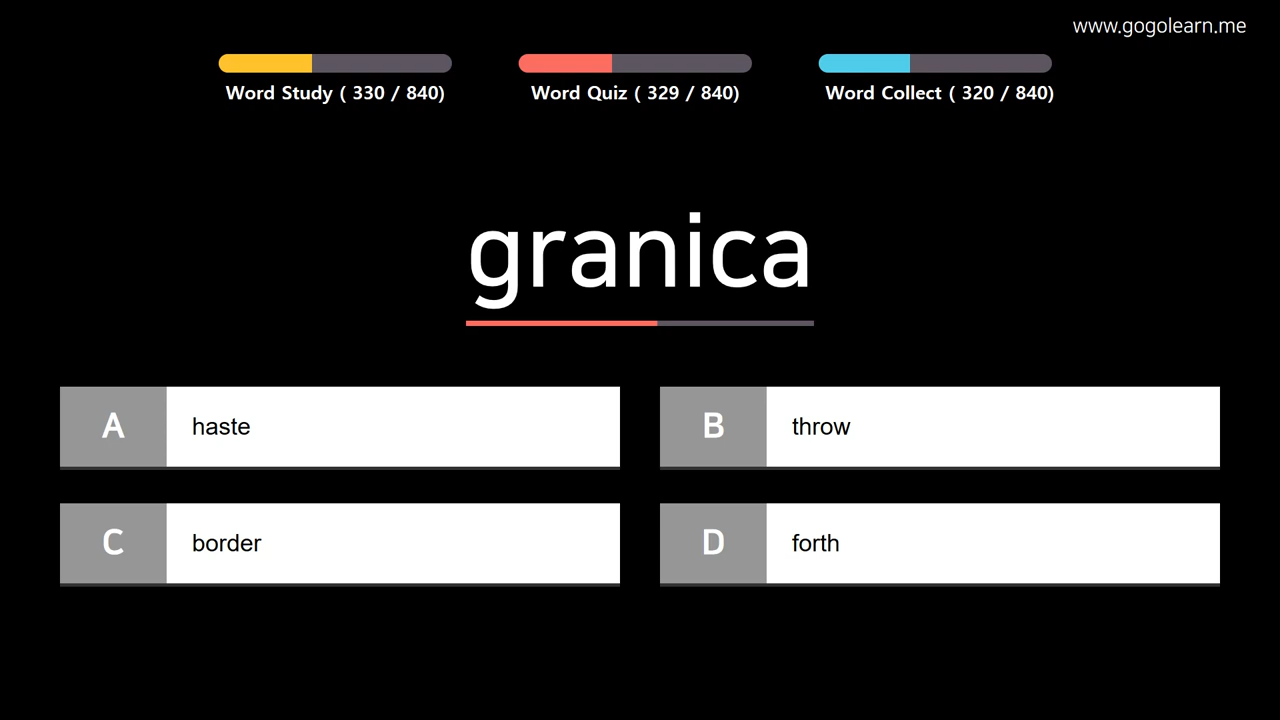 www.gogolearn.me
Word Study ( 330 / 840)
Word Quiz ( 329 / 840)
Word Collect ( 320 / 840)
granica
A haste
B throw
C border
D forth